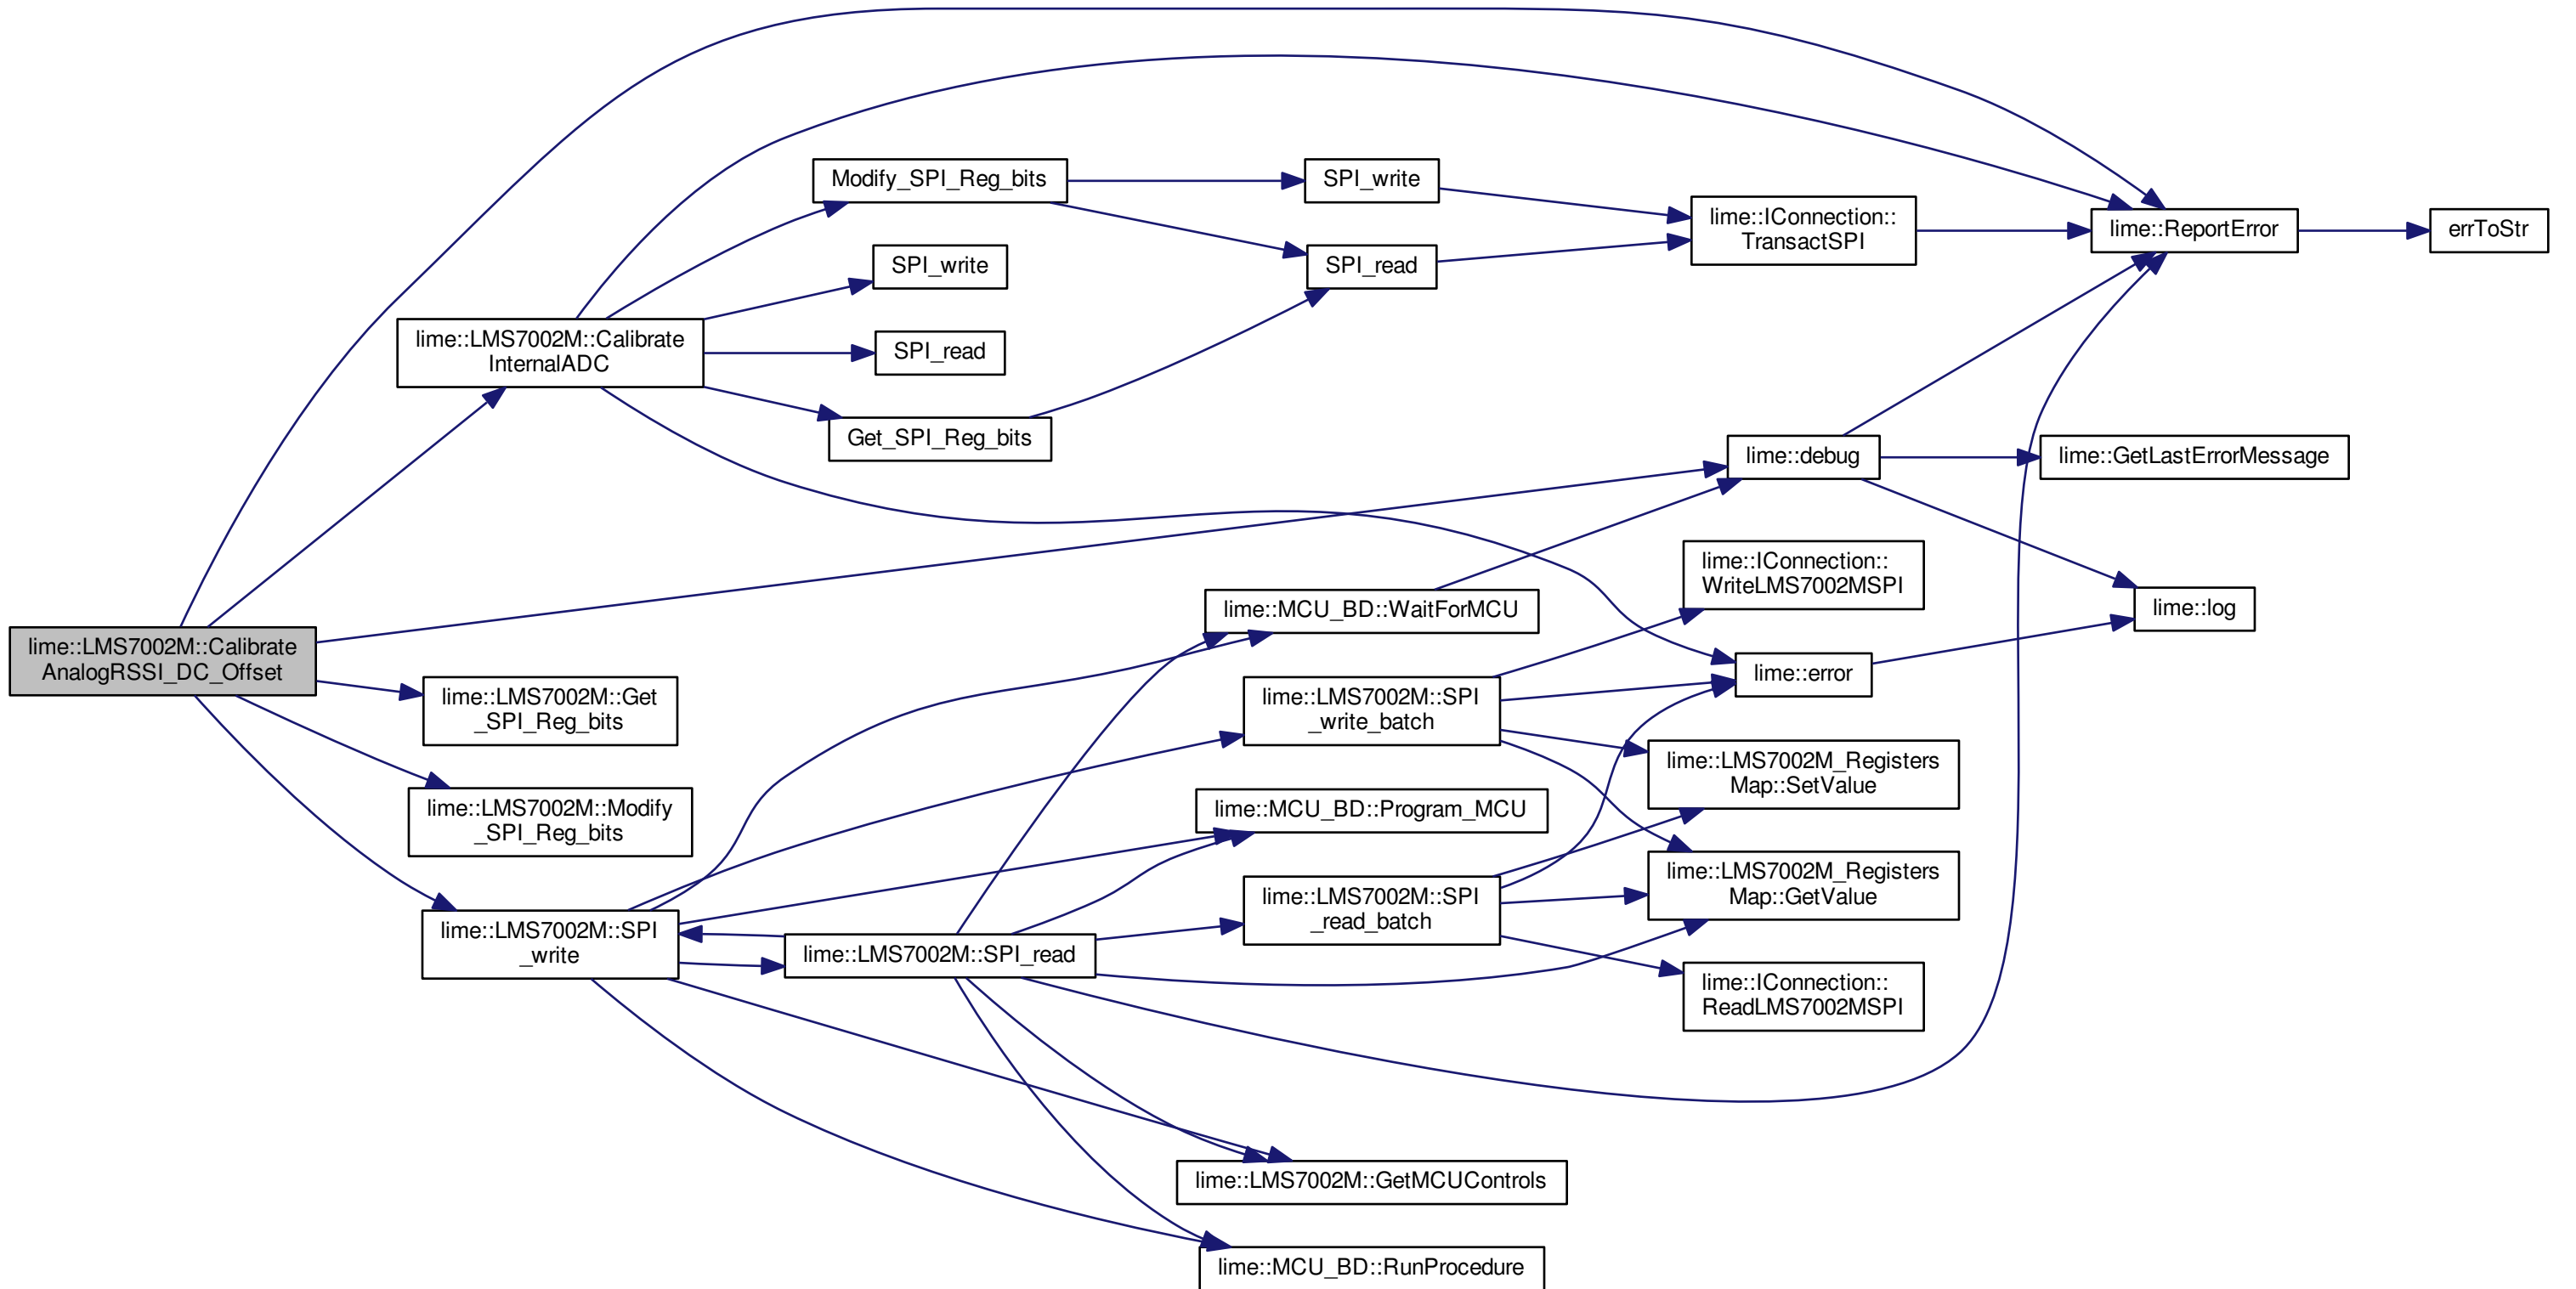 Modify_SPI_Reg_bits
SPI_write
lime::IConnection::
TransactSPI
lime::ReportError
errToStr
SPI_write
SPI_read
lime::LMS7002M::Calibrate
InternalADC
SPI_read
Get_SPI_Reg_bits
lime::debug
lime::GetLastErrorMessage
lime::IConnection::
WriteLMS7002MSPI
lime::MCU_BD::WaitForMCU
lime::log
lime::LMS7002M::Calibrate
AnalogRSSI_DC_Offset
lime::error
lime::LMS7002M::Get
_SPI_Reg_bits
lime::LMS7002M::SPI
_write_batch
lime::LMS7002M_Registers
Map::SetValue
lime::LMS7002M::Modify
_SPI_Reg_bits
lime::MCU_BD::Program_MCU
lime::LMS7002M_Registers
Map::GetValue
lime::LMS7002M::SPI
_read_batch
lime::LMS7002M::SPI
_write
lime::LMS7002M::SPI_read
lime::IConnection::
ReadLMS7002MSPI
lime::LMS7002M::GetMCUControls
lime::MCU_BD::RunProcedure